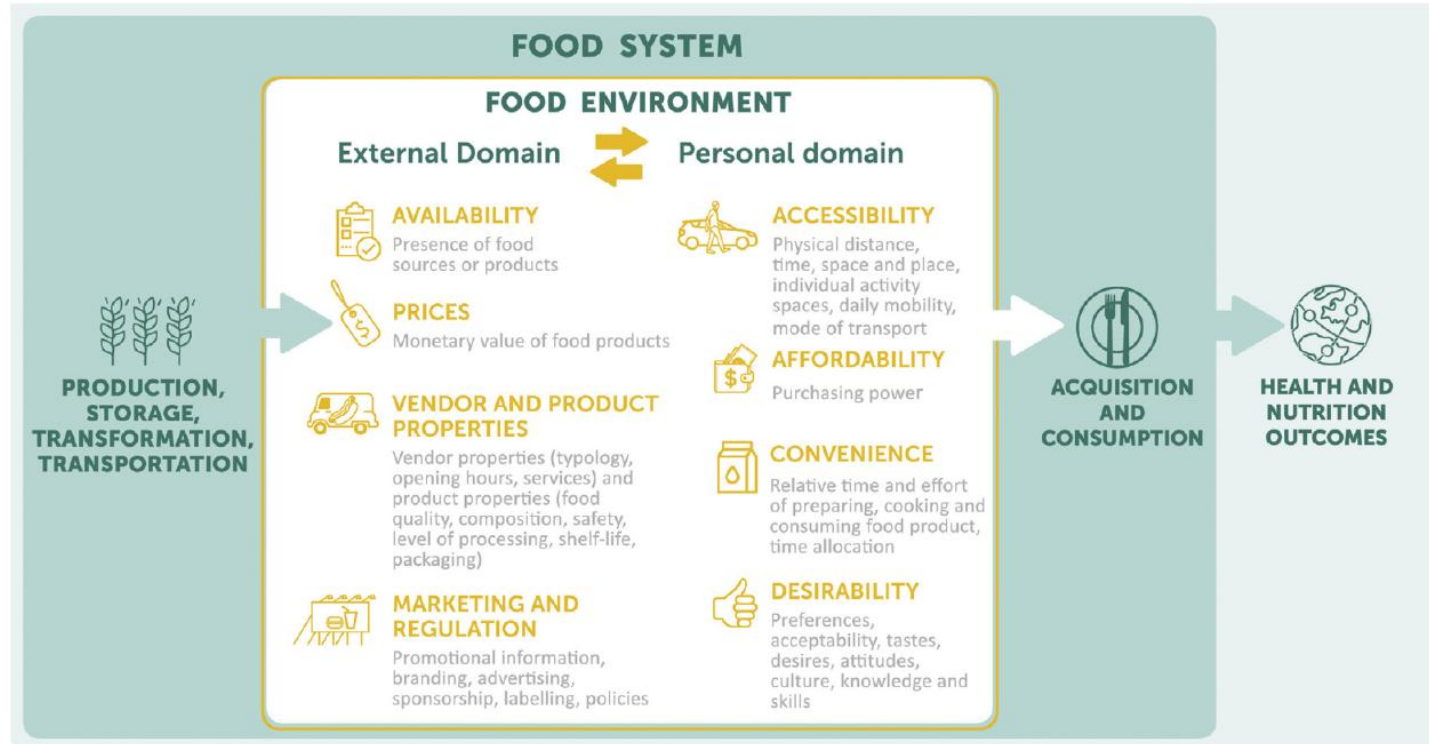 FOOD SYSTEM
FOOD ENVIRONMENT
External Domain
Personal domain
PRODUCTION,
STORAGE,
TRANSFORMATION,
TRANSPORTATION
AVAILABILITY
Presence of food
sources or products
PRICES
Monetary value of food products
VENDOR AND PRODUCT
PROPERTIES
Vendor properties (typology,
opening hours, services) and
product properties (food
quality, composition, safety,
level of processing, shelf-life,
packaging)
MARKETING AND
REGULATION
Promotional information,
branding, advertising,
sponsorship, labelling, policies
ACCESSIBILITY
Physical distance,
time, space and place,
individual activity
spaces, daily mobility,
mode of transport
AFFORDABILITY
Purchasing power
CONVENIENCE
Relative time and effort
of preparing, cooking and
consuming food product,
time allocation
DESIRABILITY
Preferences,
acceptability, tastes,
desires, attitudes,
culture, knowledge and
skills
ACQUISITION
AND
CONSUMPTION
HEALTH AND
NUTRITION
OUTCOMES